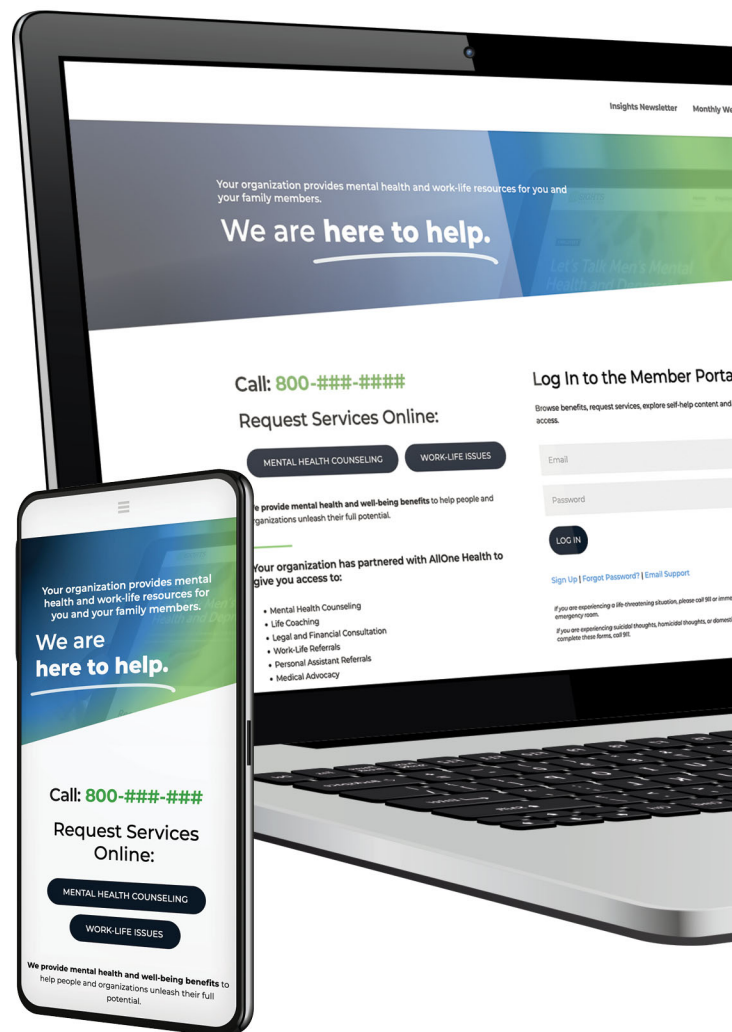 Insights Newsletter Monthly We
Your organization provides mental health and work-life resources for you and
your family members.
We are here to help.
Let's Talk Men's Mental
Health and
Call: 800-###-####
Request Services Online:
MENTAL HEALTH COUNSELING WORK-LIFE ISSUES
We provide mental health and well-being benefits to help people and
organizations unleash their full potential.
Your organization has partnered with AllOne Health to
give you access to:
• Mental Health Counseling
• Life Coaching
• Legal and Financial Consultation
• Work-Life Referrals
• Personal Assistant Referrals
• Medical Advocacy
Log In to the Member Porta
Browse benefits, request services, explore self-help content and
access.
Email
Password
LOG IN
Sign Up | Forgot Password? | Email Support
If you are experiencing a life-threatening situation, please call 911 or imme
emergency room.
If you are experiencing suicidal thoughts, homicidal thoughts, or domesti
complete these forms, call 911.
Your organization provides mental
health and work-life resources for
you and your family members.
We are
here to help.
Call: 800-###-###
Request Services
Online:
MENTAL HEALTH COUNSELING
WORK-LIFE ISSUES
We provide mental health and well-being benefits to
help people and organizations unleash their full
potential.